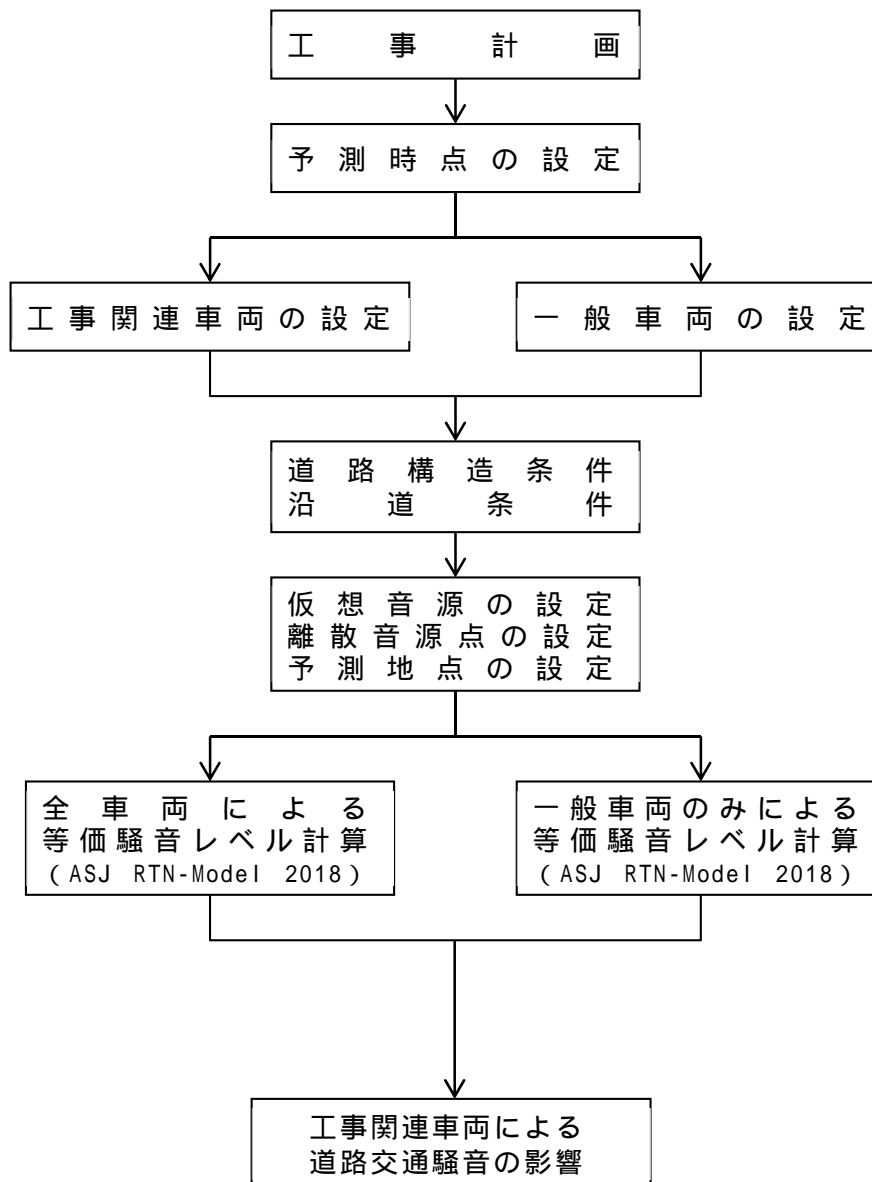 工事計画
予測時点の設定
工事関連車両の設定
一般車両の設定
道路構造条件
沿道条件
仮想音源の設定
離散音源点の設定
予測地点の設定
全車両による
等価騒音レベル計算
(ASJ RTN-Model 2018)
一般車両のみによる
等価騒音レベル計算
(ASJ RTN-Model 2018)
工事関連車両による
道路交通騒音の影響